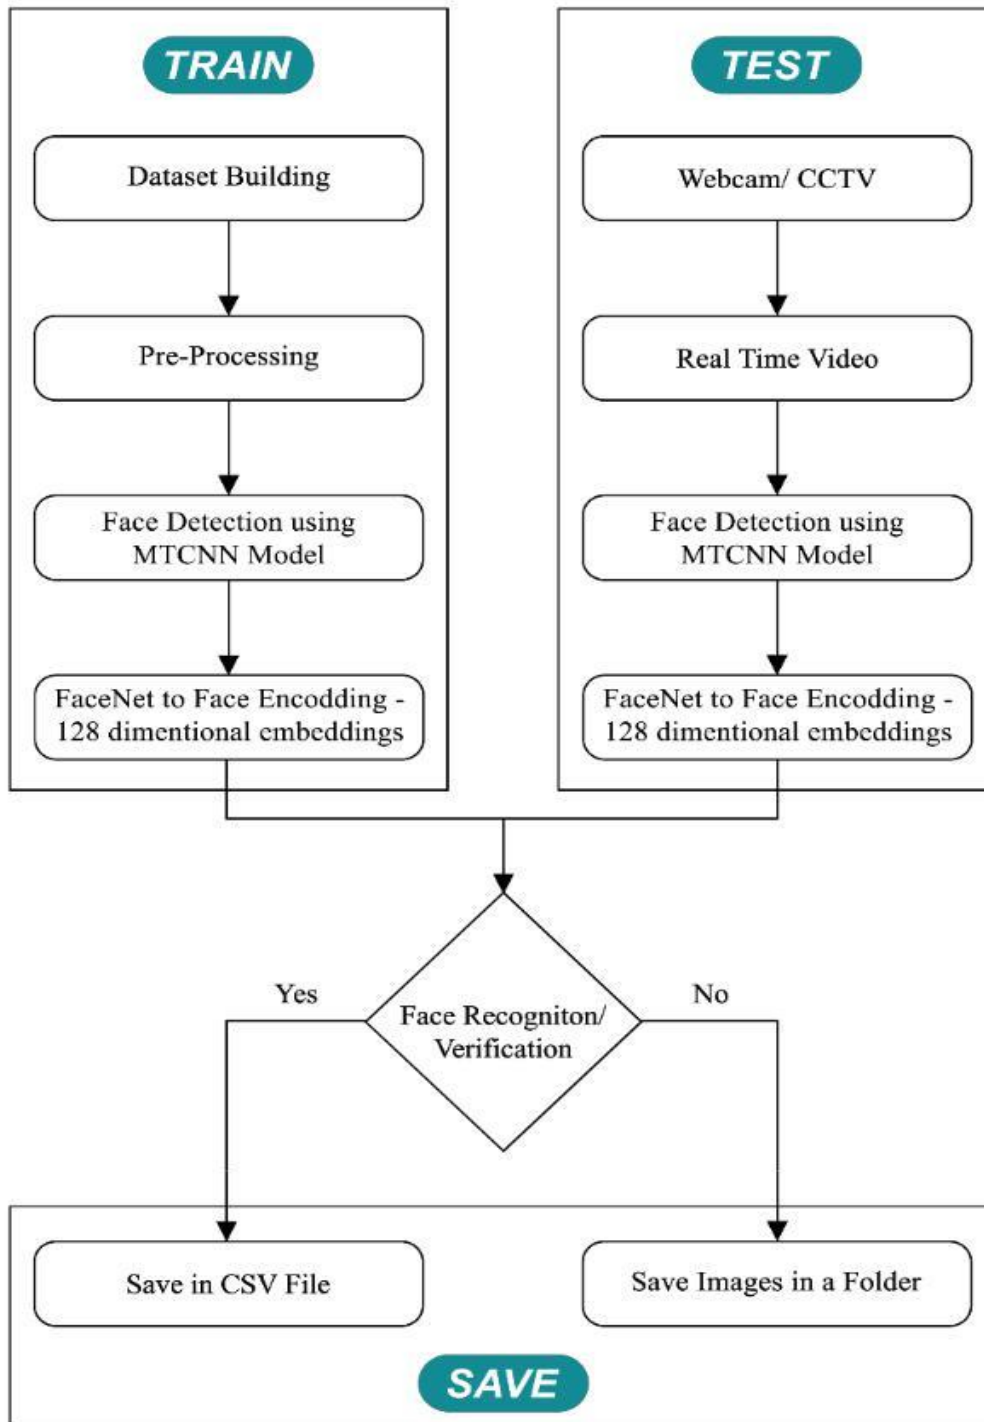 TRAIN
Dataset Building
Pre-Processing
Face Detection using
MTCNN Model
FaceNet to Face Encodding -
128 dimentional embeddings
TEST
Webcam/ CCTV
Real Time Video
Face Detection using
MTCNN Model
FaceNet to Face Encodding -
128 dimentional embeddings
Yes
No
Face Recogniton/
Verification
Save in CSV File
Save Images in a Folder
SAVE